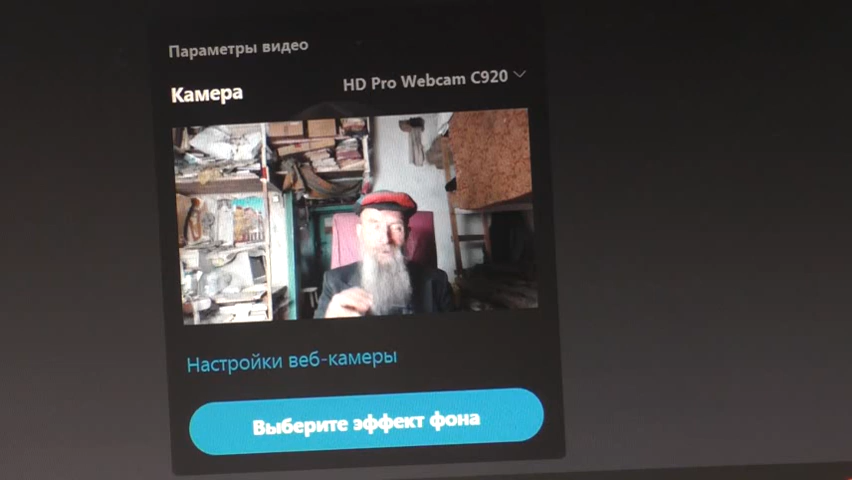 Параметры видео
Камера
HD Pro Webcam C920
Настройки веб-камеры
Выберите эффект фона